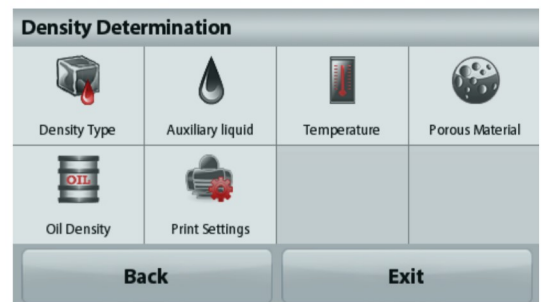 Density Determination
Density Type
Auxiliary liquid
Temperature
Porous Material
OIL
Oil Density
Print Settings
Back
Exit